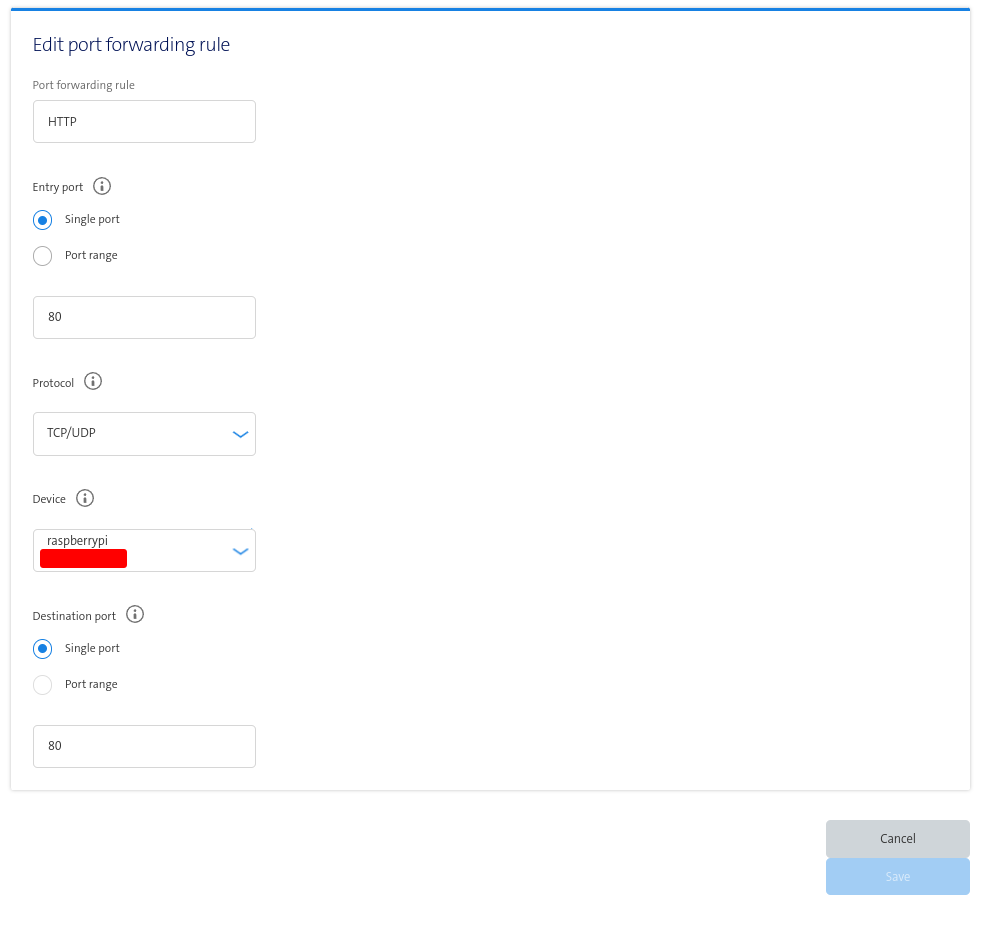 Edit port forwarding rule
Port forwarding rule
HTTP
Entry port
Single port
Port range
80
Protocol
TCP/UDP
Device
raspberrypi
Destination port
Single port
Port range
80
Cancel
Save